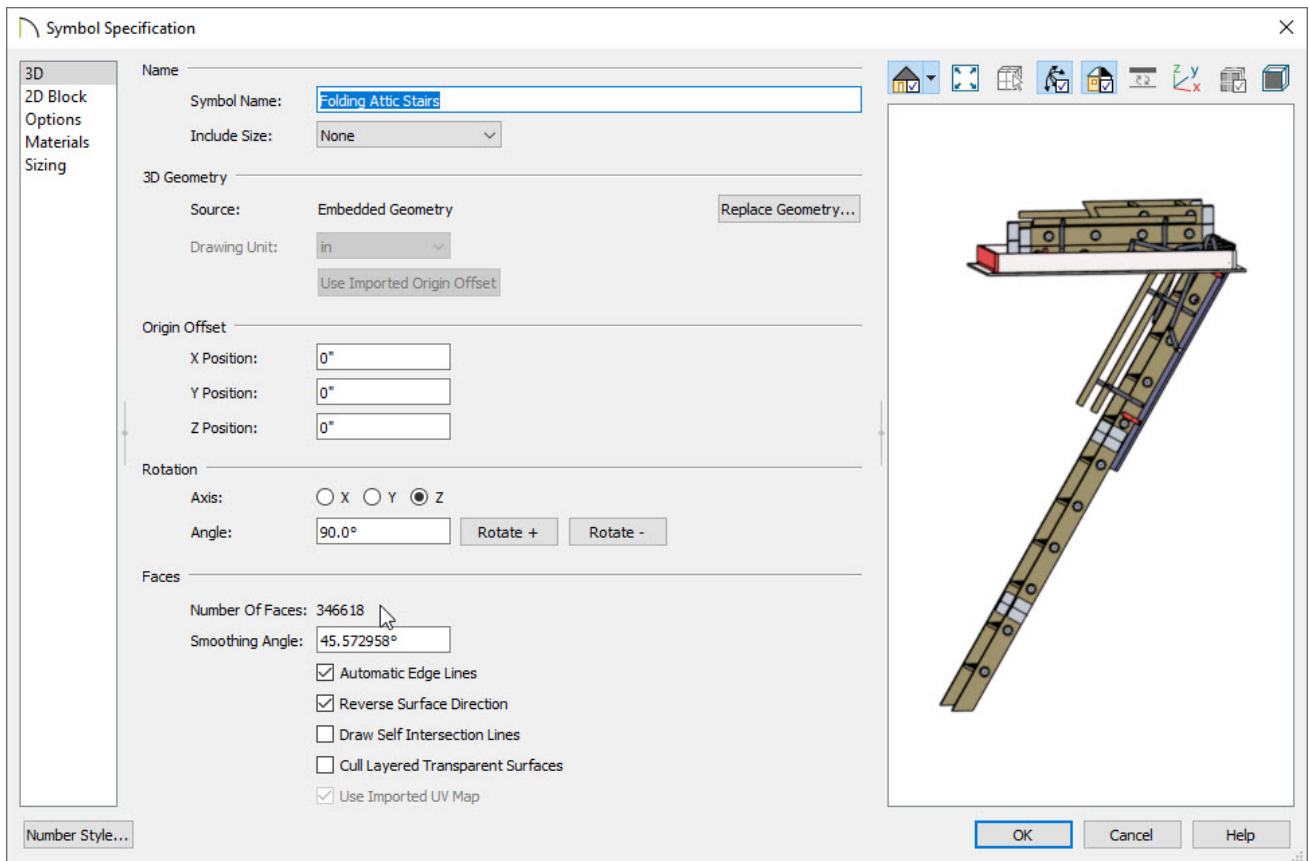 Symbol Specification
3D
2D Block
Options
Materials
Sizing
Name
Symbol Name: Folding Attic Stairs
Include Size: None
3D Geometry
Source: Embedded Geometry Replace Geometry...
Drawing Unit: in
Use Imported Origin Offset
Origin Offset
X Position: 0"
Y Position: 0"
Z Position: 0"
Rotation
Axis: X Y Z
Angle: 90.0° Rotate + Rotate -
Faces
Number Of Faces: 346618
Smoothing Angle: 45.572958°
Automatic Edge Lines
Reverse Surface Direction
Draw Self Intersection Lines
Cull Layered Transparent Surfaces
Use Imported UV Map
z y
x
Number Style... OK Cancel Help